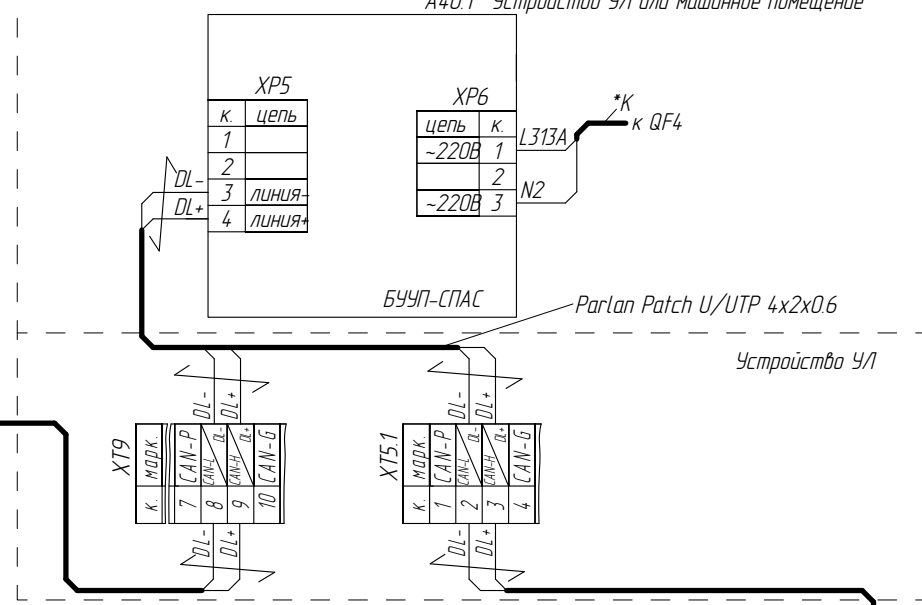 А40.1 Устройство УЛ или машинное помещение
XP5
к. цепь
1
2
3 линия-
4 линия+
DL-
DL+
XP6
цепь к.
~220В 1
2
~220В 3
L313A
N2
*К
к QF4
БУУП-СПАС
Parlan Patch U/UTP 4x2x0.6
Устройство УЛ
DL-
DL+
DL-
DL+
XT9
марк.
CAN-P
CAN-L DL-
CAN-H DL+
CAN-G
к.
7
8
9
10
XT5.1
марк.
CAN-P
CAN-L DL-
CAN-H DL+
CAN-G
к.
1
2
3
4
DL-
DL+
DL-
DL+